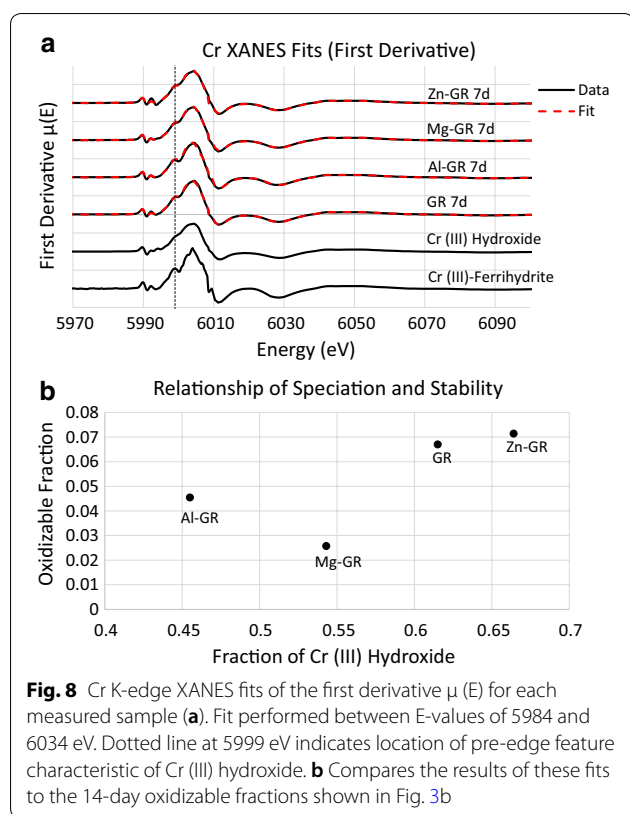 a
Cr XANES Fits (First Derivative)
First Derivative μ(E)
Zn-GR 7d
Mg-GR 7d
Al-GR 7d
GR 7d
Cr (III) Hydroxide
Cr (III)-Ferrihydrite
Data
Fit
5970 5990 6010 6030 6050 6070 6090
Energy (eV)
b
Relationship of Speciation and Stability
Oxidizable Fraction
0.08
0.07
0.06
0.05
0.04
0.03
0.02
0.01
0
Al-GR
Mg-GR
GR
Zn-GR
0.4 0.45 0.5 0.55 0.6 0.65 0.7
Fraction of Cr (III) Hydroxide
Fig. 8 Cr K-edge XANES fits of the first derivative μ (E) for each
measured sample (a). Fit performed between E-values of 5984 and
6034 eV. Dotted line at 5999 eV indicates location of pre-edge feature
characteristic of Cr (III) hydroxide. b Compares the results of these fits
to the 14-day oxidizable fractions shown in Fig. 3b